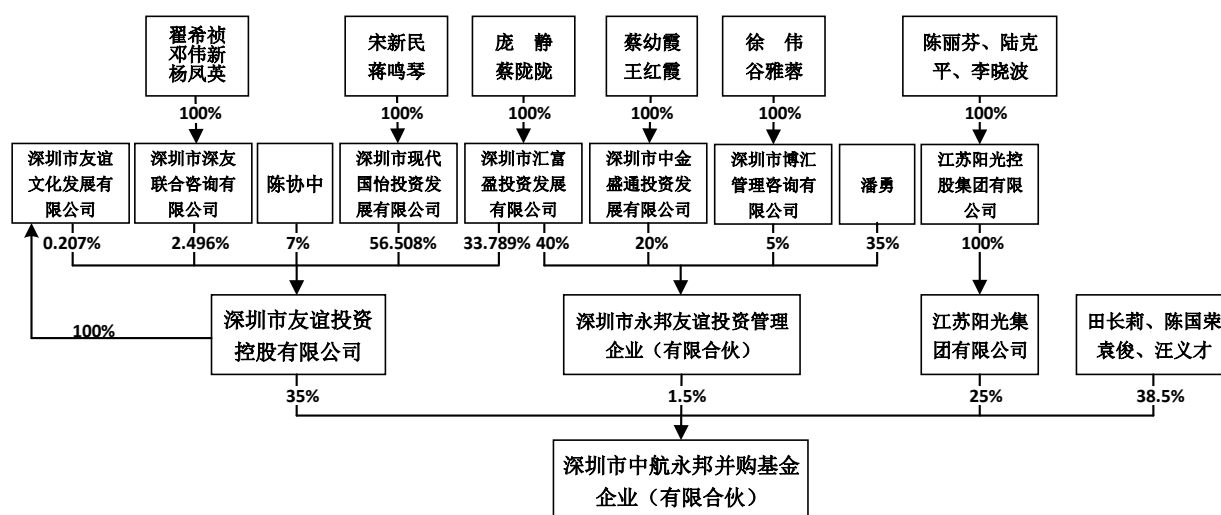 翟希祯
邓伟新
杨凤英
宋新民
蒋鸣琴
庞 静
蔡陇陇
蔡幼霞
王红霞
徐 伟
谷雅蓉
陈丽芬、陆克
平、李晓波
100%
100%
100%
100%
100%
100%
深圳市友谊
文化发展有
限公司
深圳市深友
联合咨询有
限公司
陈协中
深圳市现代
国怡投资发
展有限公司
深圳市汇富
盈投资发展
有限公司
深圳市中金
盛通投资发
展有限公司
深圳市博汇
管理咨询有
限公司
潘勇
江苏阳光控
股集团有限
公司
0.207%
2.496%
7%
56.508%
33.789%
40%
20%
5%
35%
100%
100%
深圳市友谊投资
控股有限公司
深圳市永邦友谊投资管理
企业（有限合伙）
江苏阳光集
团有限公司
田长莉、陈国荣
袁俊、汪义才
35%
1.5%
25%
38.5%
深圳市中航永邦并购基金
企业（有限合伙）